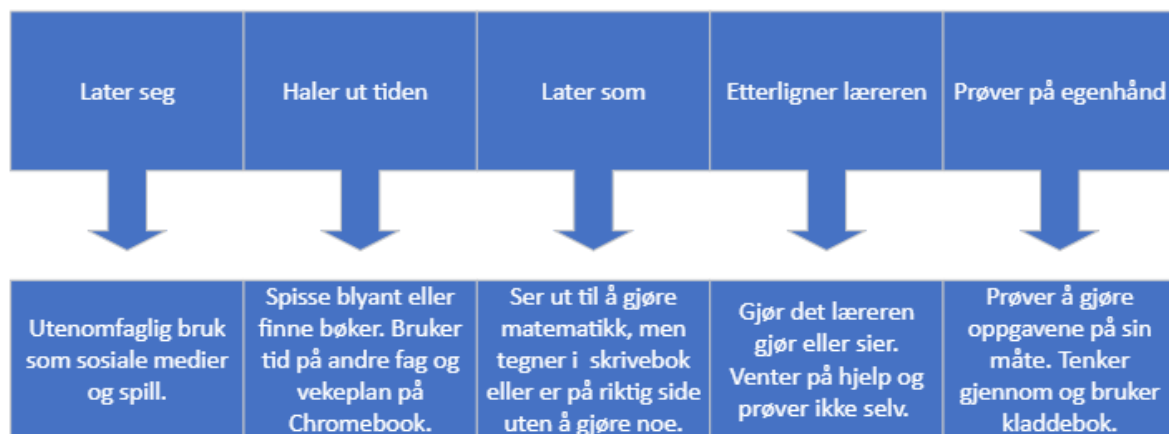 Later seg
Haler ut tiden
Later som
Etterligner læreren
Prøver på egenhånd
Utenomfaglig bruk
som sosiale medier
og spill.
Spisse blyant eller
finne bøker. Bruker
tid på andre fag og
vekeplan på
Chromebook.
Ser ut til å gjøre
matematikk, men
tegner i skrivebok
eller er på riktig side
uten å gjøre noe.
Gjør det læreren
gjør eller sier.
Venter på hjelp og
prøver ikke selv.
Prøver å gjøre
oppgavene på sin
måte. Tenker
gjennom og bruker
kladdebok.